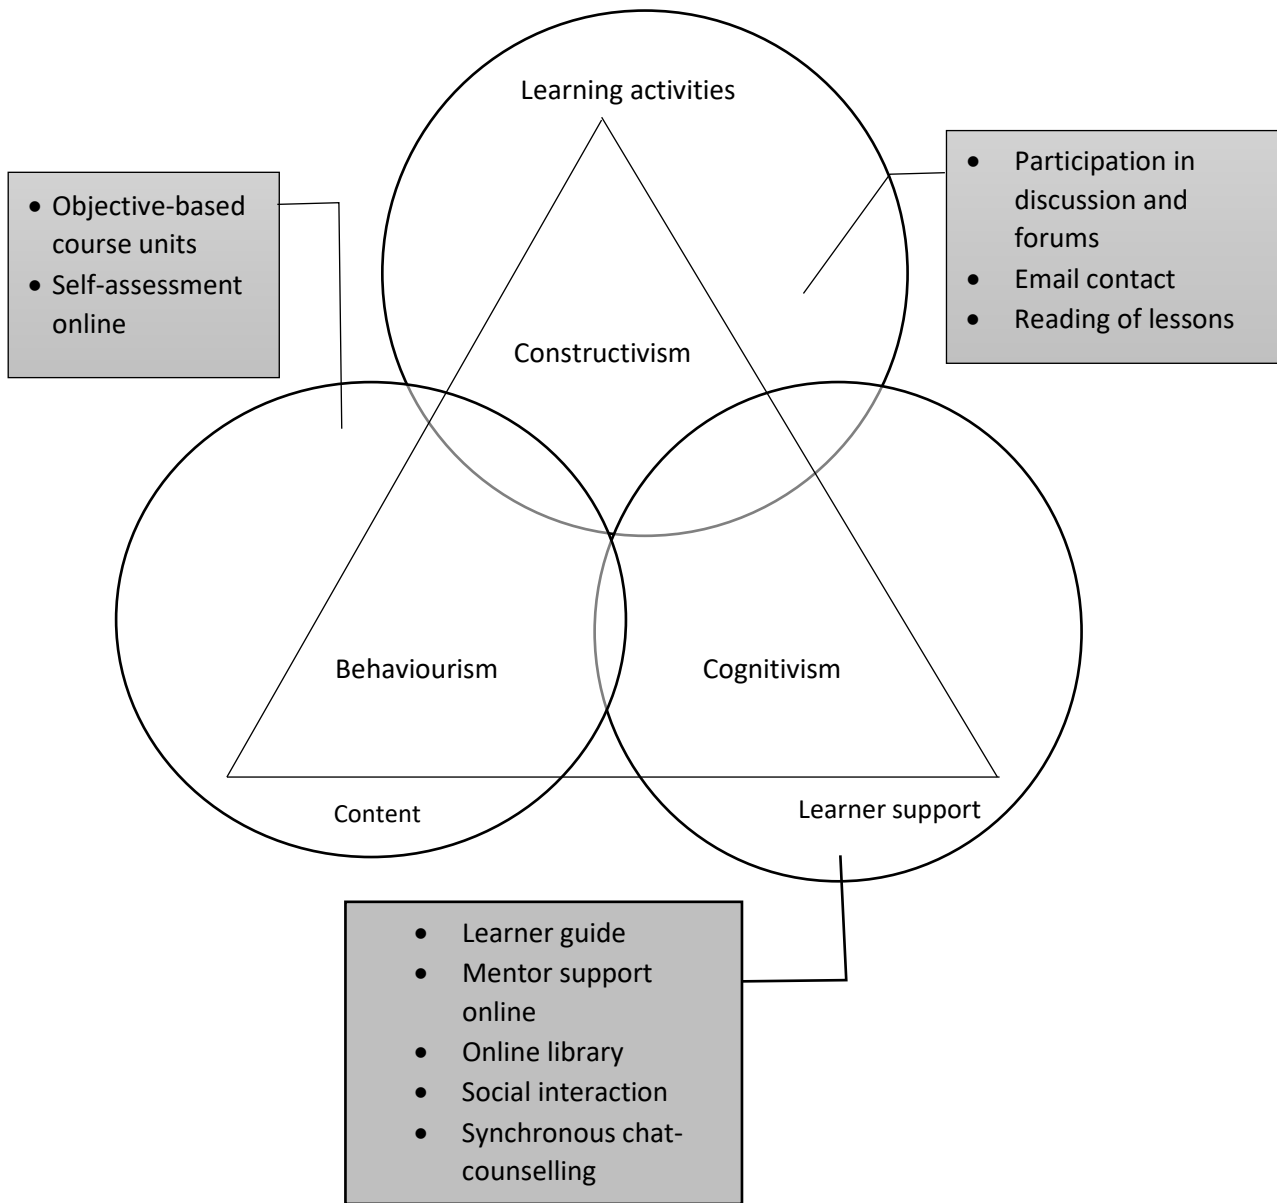 Learning activities
• Objective-based
course units
• Self-assessment
online
• Participation in
discussion and
forums
• Email contact
• Reading of lessons
Constructivism
Behaviourism
Cognitivism
Content
Learner support
• Learner guide
• Mentor support
online
• Online library
• Social interaction
• Synchronous chat-
counselling